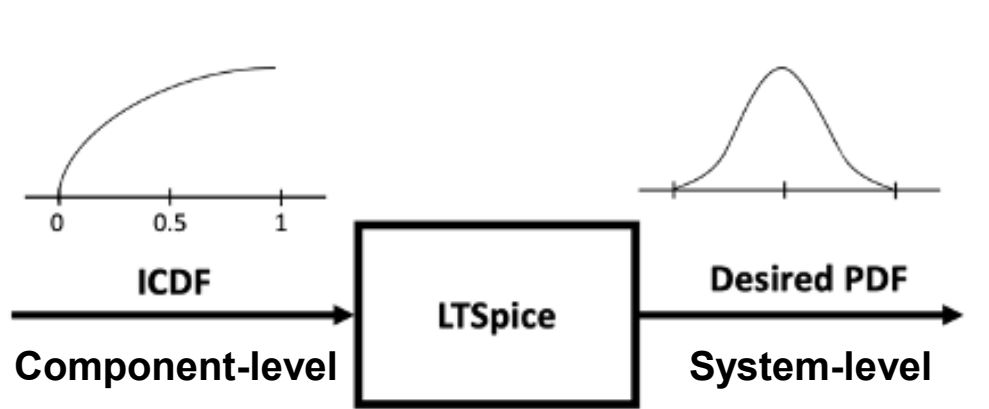 0 0.5 1
ICDF
Component-level
LTSpice
Desired PDF
System-level